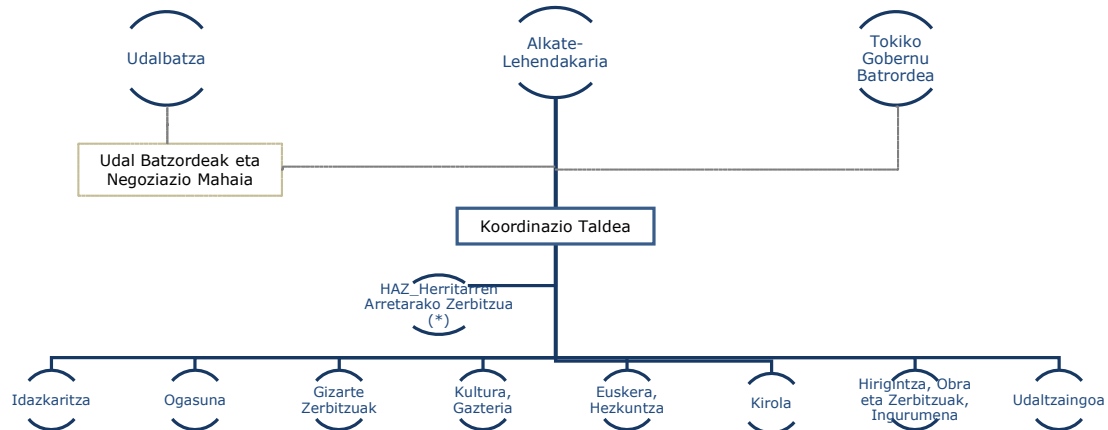 Udalbatza
Alkate-
Lehendakaria
Tokiko
Gobernu
Batrordea
Udal Batzordeak eta
Negoziazio Mahaia
Koordinazio Taldea
HAZ_Herritarren
Arretarako Zerbitzua
(*)
Idazkaritza
Ogasuna
Gizarte
Zerbitzuak
Kultura,
Gazteria
Euskera,
Hezkuntza
Kirola
Hirigintza, Obra
eta Zerbitzuak,
Ingurumena
Udaltzaingoa